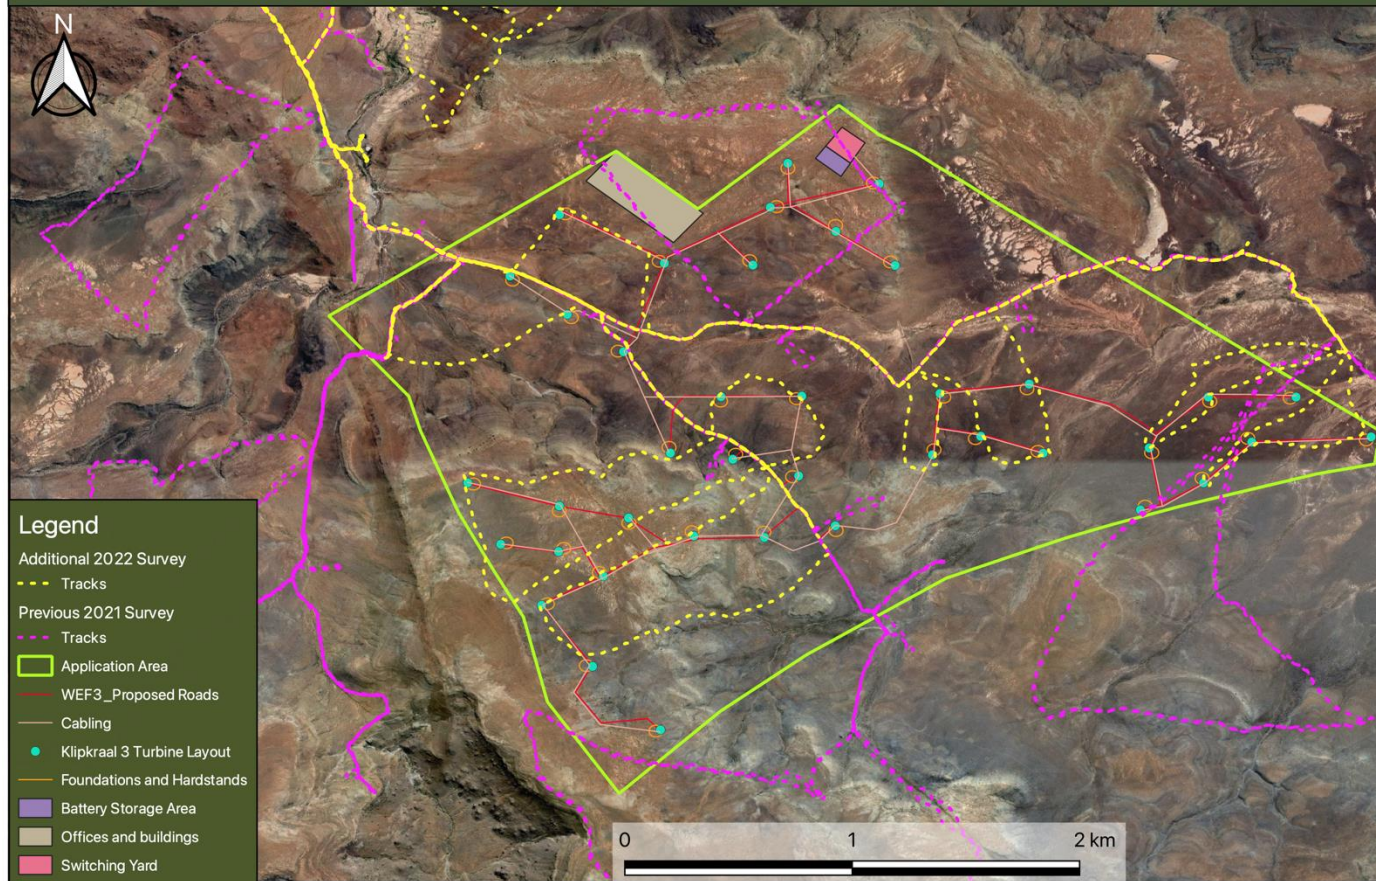 N
Legend
Additional 2022 Survey
Tracks
Previous 2021 Survey
Tracks
Application Area
WEF3_Proposed Roads
Cabling
Klipkraal 3 Turbine Layout
Foundations and Hardstands
Battery Storage Area
Offices and buildings
Switching Yard
0 1 2 km